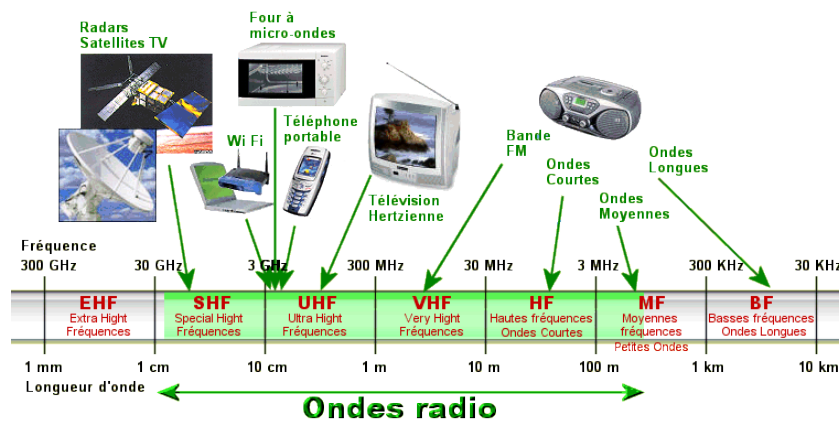 Radars
Satellites TV
Four à
micro-ondes
Wi Fi
Téléphone
portable
Télévision
Hertzienne
Bande
FM
Ondes
Courtes
Ondes
Moyennes
Ondes
Longues
Fréquence
300 GHz
30 GHz
3 GHz
300 MHz
30 MHz
3 MHz
300 KHz
30 KHz
EHF
Extra Hight
Fréquences
SHF
Special Hight
Fréquences
UHF
Ultra Hight
Fréquences
VHF
Very Hight
Fréquences
HF
Hautes fréquences
Ondes Courtes
MF
Moyennes
fréquences
Petites Ondes
BF
Basses fréquences
Ondes Longues
1 mm
1 cm
10 cm
1 m
10 m
100 m
1 km
10 km
Longueur d'onde
Ondes radio